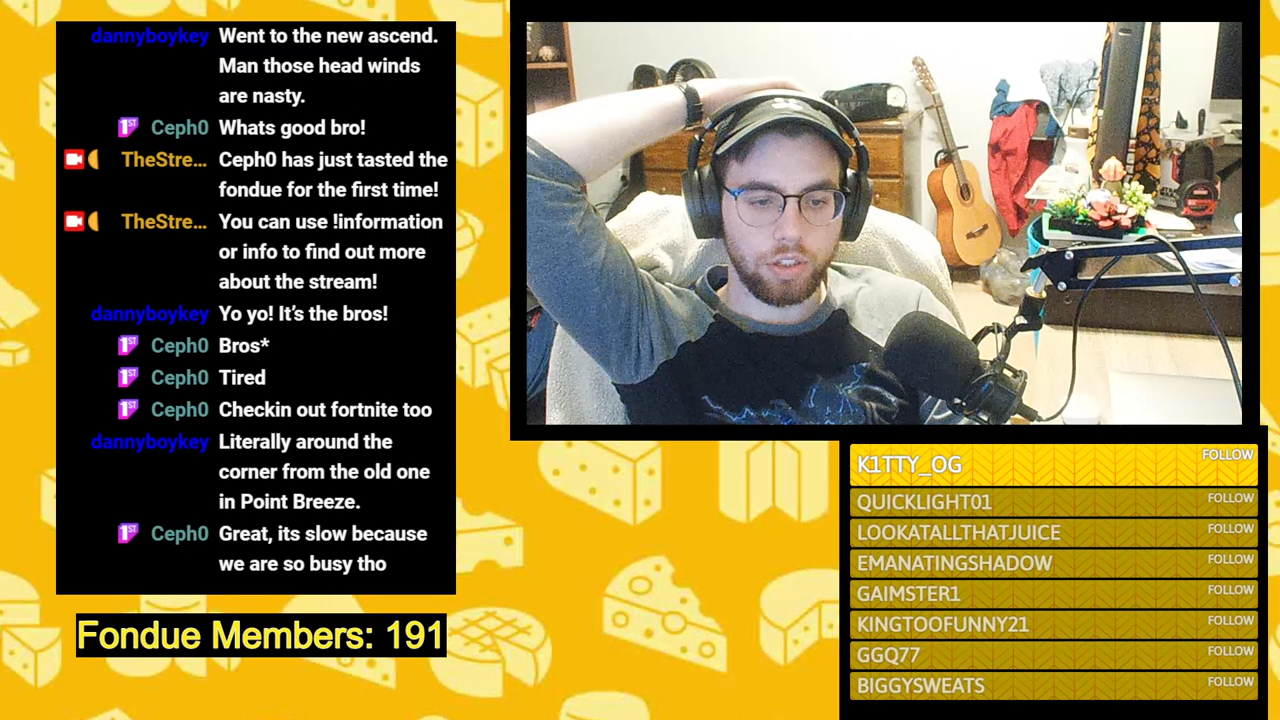 dannyboykey Went to the new ascend.
Man those head winds
are nasty.
1ST Ceph0 Whats good bro!
TheStre... Ceph0 has just tasted the
fondue for the first time!
TheStre... You can use !information
or info to find out more
about the stream!
dannyboykey Yo yo! It’s the bros!
1ST Ceph0 Bros*
1ST Ceph0 Tired
1ST Ceph0 Checkin out fortnite too
dannyboykey Literally around the
corner from the old one
in Point Breeze.
1ST Ceph0 Great, its slow because
we are so busy tho
Fondue Members: 191
K1TTY_OG FOLLOW
QUICKLIGHT01 FOLLOW
LOOKATALLTHATJUICE FOLLOW
EMANATINGSHADOW FOLLOW
GAIMSTER1 FOLLOW
KINGTOOFUNNY21 FOLLOW
GGQ77 FOLLOW
BIGGYSWEATS FOLLOW